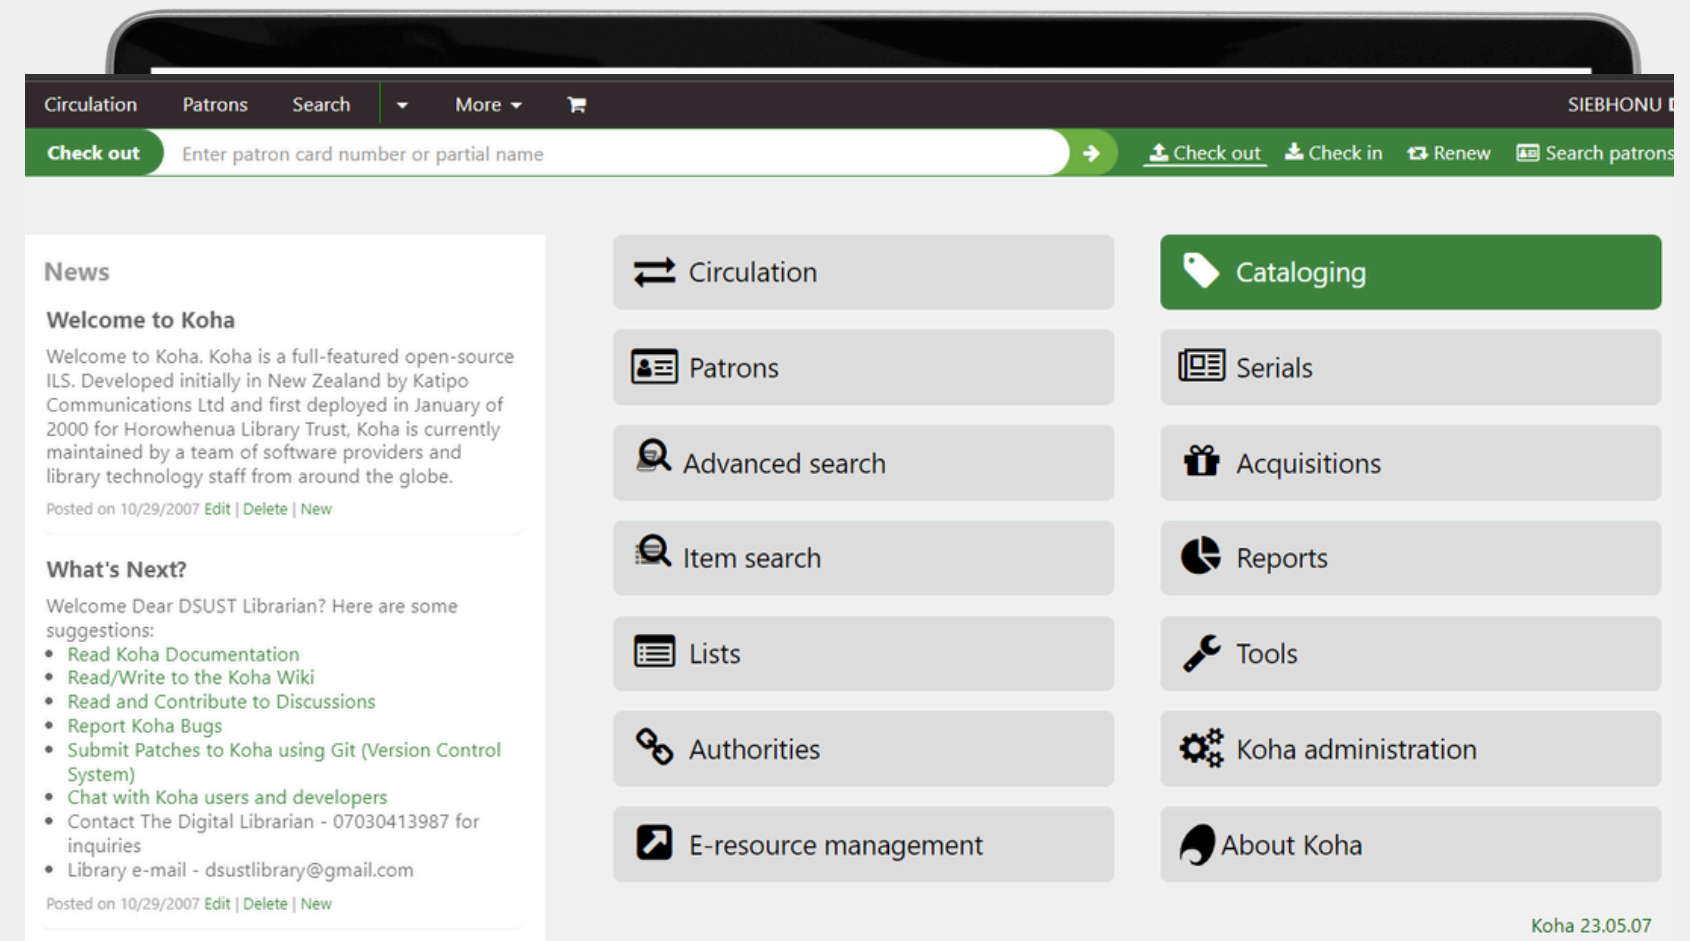 Circulation Patrons Search More SIEBHONU
Check out Enter patron card number or partial name Check out Check in Renew Search patrons
News
Welcome to Koha
Welcome to Koha. Koha is a full-featured open-source
ILS. Developed initially in New Zealand by Katipo
Communications Ltd and first deployed in January of
2000 for Horowhenua Library Trust, Koha is currently
maintained by a team of software providers and
library technology staff from around the globe.
Posted on 10/29/2007 Edit | Delete | New
What's Next?
Welcome Dear DSUST Librarian? Here are some
suggestions:
• Read Koha Documentation
• Read/Write to the Koha Wiki
• Read and Contribute to Discussions
• Report Koha Bugs
• Submit Patches to Koha using Git (Version Control
System)
• Chat with Koha users and developers
• Contact The Digital Librarian - 07030413987 for
inquiries
• Library e-mail - dsustlibrary@gmail.com
Posted on 10/29/2007 Edit | Delete | New
Circulation
Patrons
Advanced search
Item search
Lists
Authorities
E-resource management
Cataloging
Serials
Acquisitions
Reports
Tools
Koha administration
About Koha
Koha 23.05.07